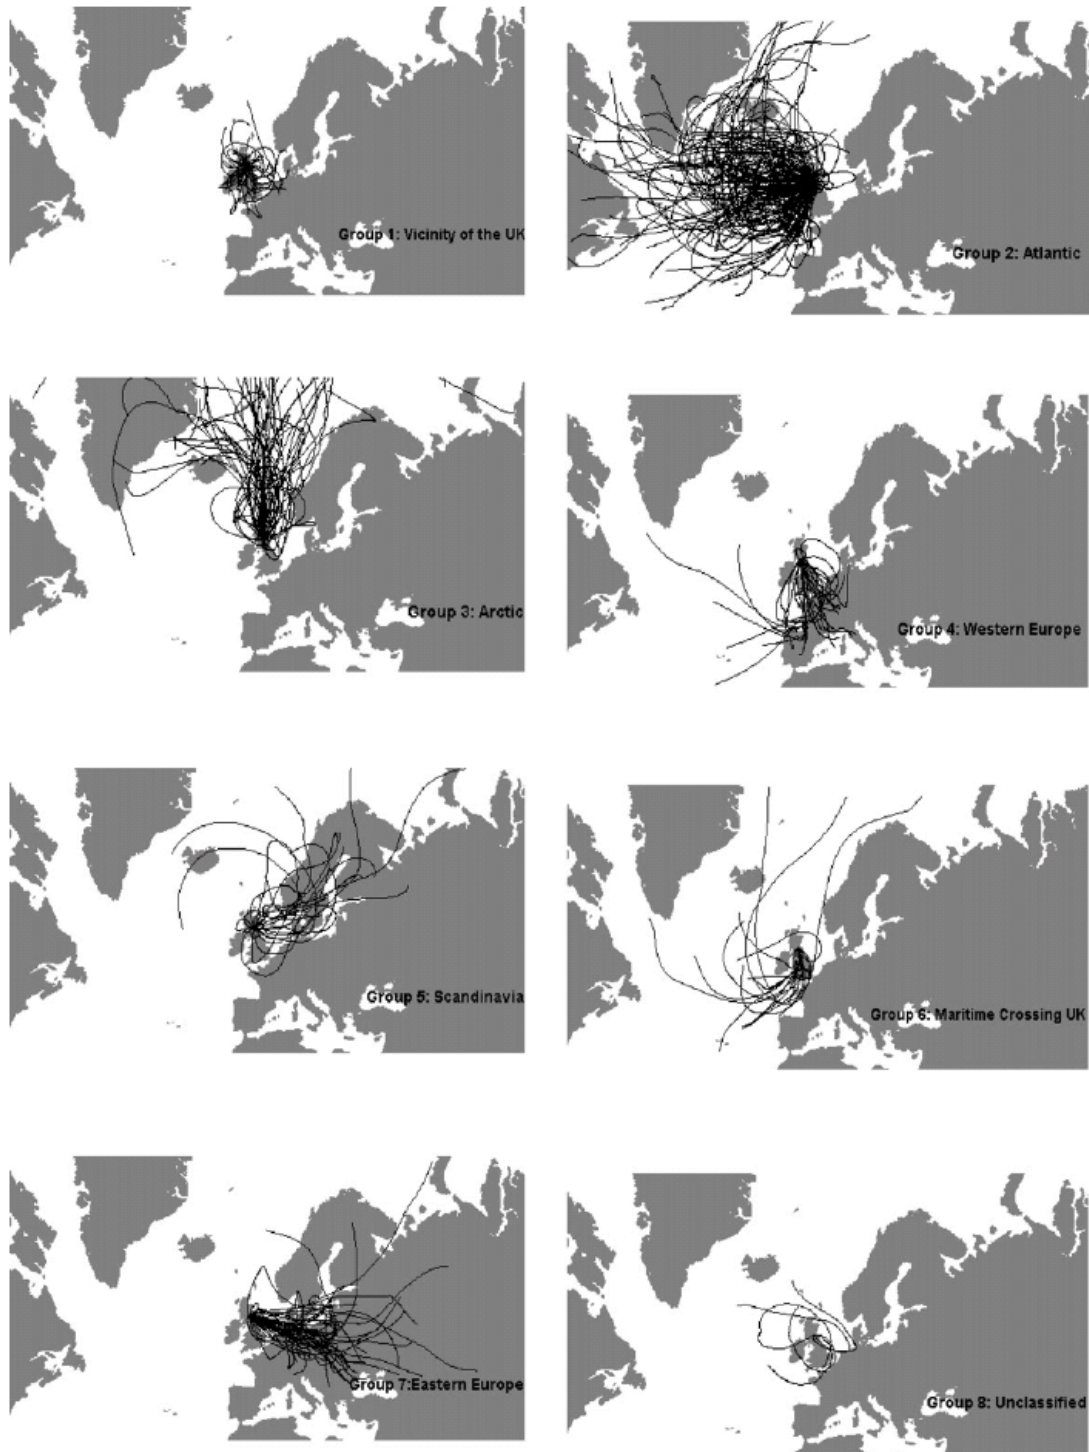 Group 1: Vicinity of the UK
Group 2: Atlantic
Group 3: Arctic
Group 4: Western Europe
Group 5: Scandinavia
Group 6: Maritime Crossing UK
Group 7:Eastern Europe
Group 8: Unclassified